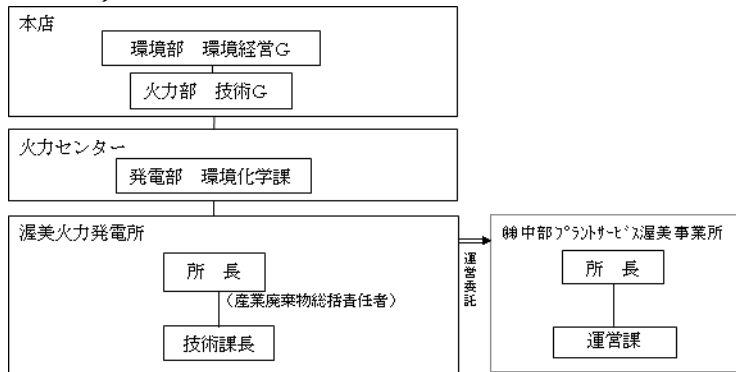 本店
環境部　環境経営G
火力部　技術G
火力センター
発電部　環境化学課
渥美火力発電所
所　長
（産業廃棄物総括責任者）
技術課長
運営委託
㈱中部ﾌﾟﾗﾝﾄｻｰﾋﾞｽ渥美事業所
所　長
運営課